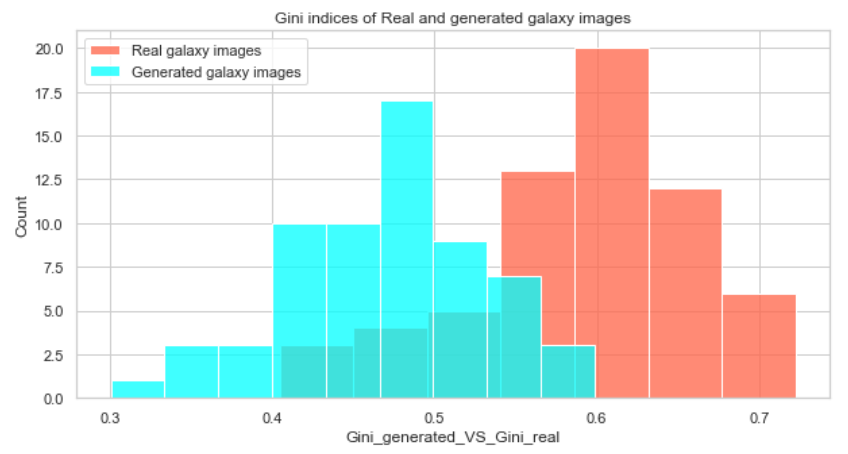 Gini indices of Real and generated galaxy images
Real galaxy images
Generated galaxy images
20.0
17.5
15.0
12.5
10.0
7.5
5.0
2.5
0.0
Count
0.3
0.4
0.5
0.6
0.7
Gini_generated_VS_Gini_real